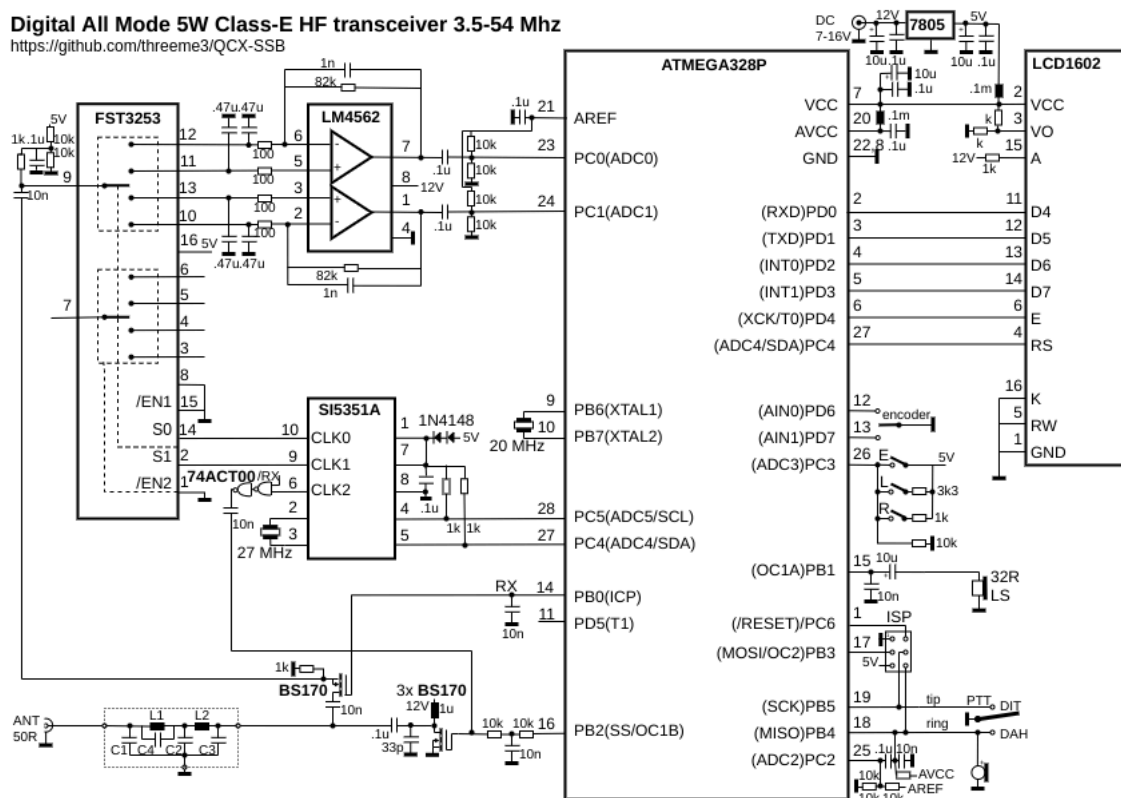 Digital All Mode 5W Class-E HF transceiver 3.5-54 Mhz
https://github.com/threeme3/QCX-SSB
DC
7-16V
12V
7805
5V
10u .1u
10u .1u
ATMEGA328P
LCD1602
FST3253
LM4562
SI5351A
5V
1k .1u 10k
10k
10n
9
7
12
11
13
10
16 5V
6
5
4
3
8
/EN1 15
S0 14
S1 2
/EN2 1
.47u .47u
100
100
100
100
.47u .47u
1n
82k
6
5
3
2
-
+
+
-
7
8
12V
1
4
82k
1n
.1u
.1u
10k
10k
10k
10k
.1u
21 AREF
23 PC0(ADC0)
24 PC1(ADC1)
9 PB6(XTAL1)
10 PB7(XTAL2)
20 MHz
28 PC5(ADC5/SCL)
27 PC4(ADC4/SDA)
14 PB0(ICP)
11 PD5(T1)
16 PB2(SS/OC1B)
10u
.1u
VCC 7
AVCC 20
.1m
.1u
GND 22,8
.1m
k
k
12V
1k
2 VCC
3 VO
15 A
(RXD)PD0 2 11 D4
(TXD)PD1 3 12 D5
(INT0)PD2 4 13 D6
(INT1)PD3 5 14 D7
(XCK/T0)PD4 6 6 E
(ADC4/SDA)PC4 27 4 RS
16 K
5 RW
1 GND
(AIN0)PD6 12
encoder
(AIN1)PD7 13
(ADC3)PC3 26
E
5V
L
3k3
R
1k
10k
(OC1A)PB1 15
10u
10n
32R
LS
(/RESET)/PC6 1
ISP
(MOSI/OC2)PB3 17
5V
(SCK)PB5 19
tip
PTT
DIT
(MISO)PB4 18
ring
DAH
(ADC2)PC2 25
.1u 10n
AVCC
10k 10k
AREF
10 CLK0
9 CLK1
6 CLK2
2
3
1
7
8
4
5
1N4148
5V
.1u
1k 1k
74ACT00
/RX
10n
27 MHz
RX
10n
1k
BS170
10n
3x BS170
12V
1u
.1u
33p
10k 10k
10n
ANT
50R
L1
L2
C1 C4 C2 C3